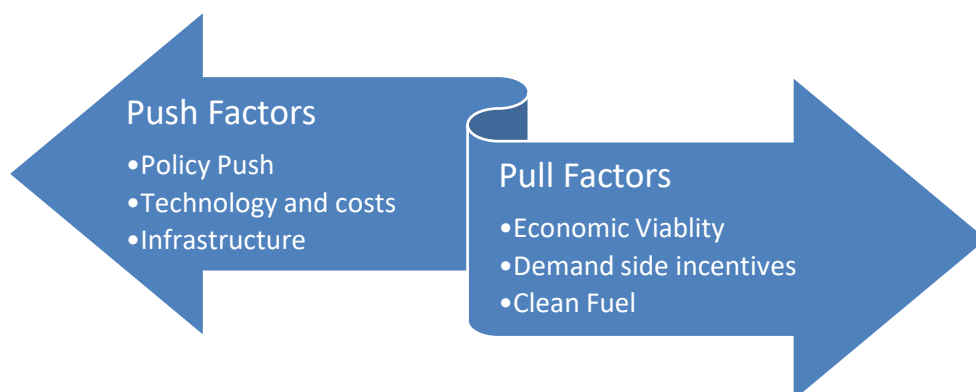 Push Factors
•Policy Push
•Technology and costs
•Infrastructure
Pull Factors
•Economic Viablity
•Demand side incentives
•Clean Fuel